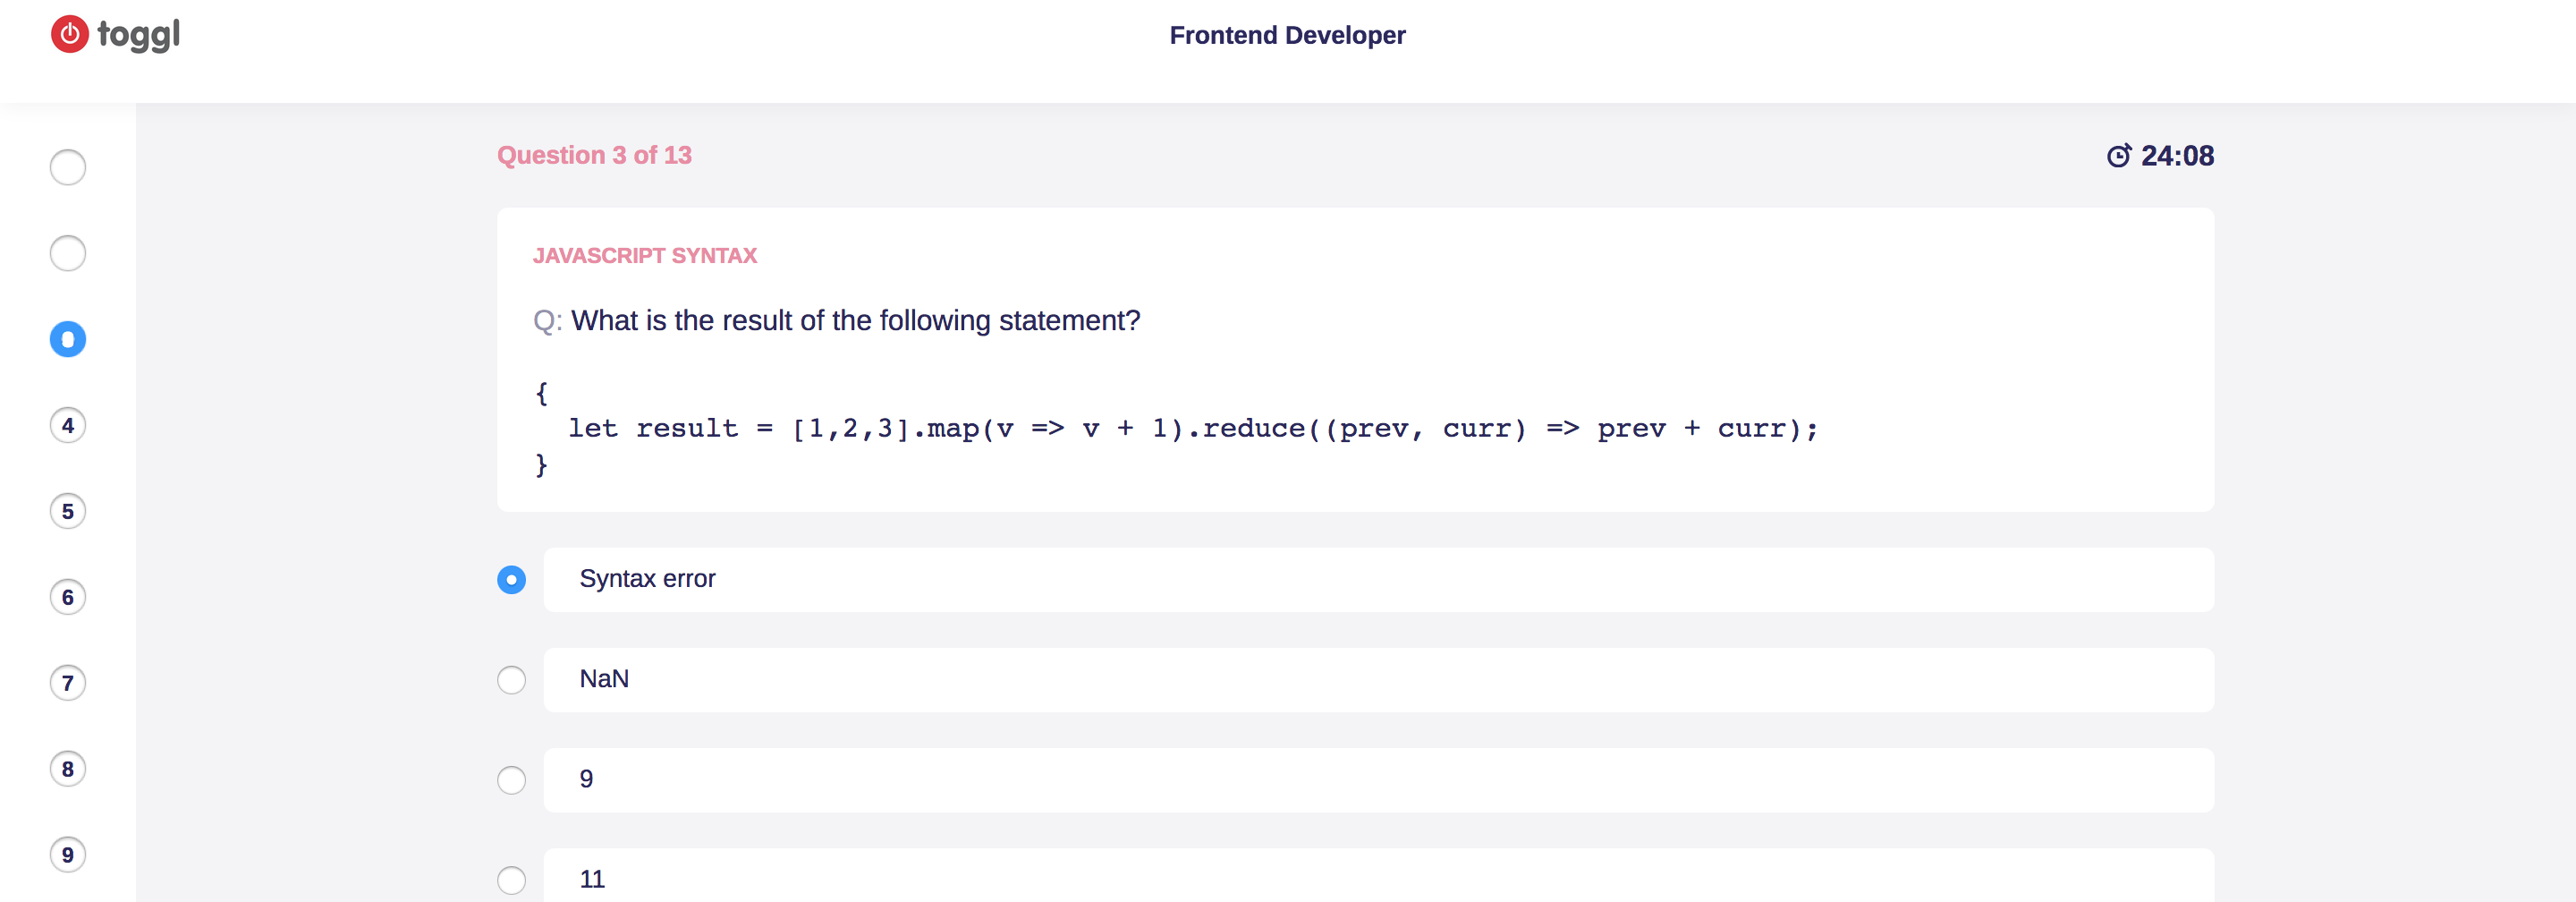 toggl
Frontend Developer
Question 3 of 13
24:08
JAVASCRIPT SYNTAX
Q: What is the result of the following statement?
{
  let result = [1,2,3].map(v => v + 1).reduce((prev, curr) => prev + curr);
}
Syntax error
NaN
9
11
4
5
6
7
8
9